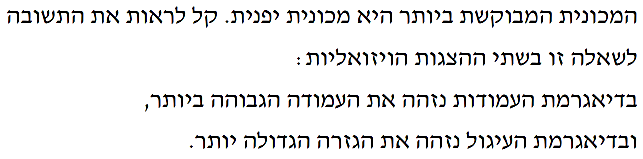 המכונית המבוקשת ביותר היא מכונית יפנית. קל לראות את התשובה
לשאלה זו בשתי ההצגות הויזואליות:
בדיאגרמת העמודות נזהה את העמודה הגבוהה ביותר,
ובדיאגרמת העיגול נזהה את הגזרה הגדולה יותר.